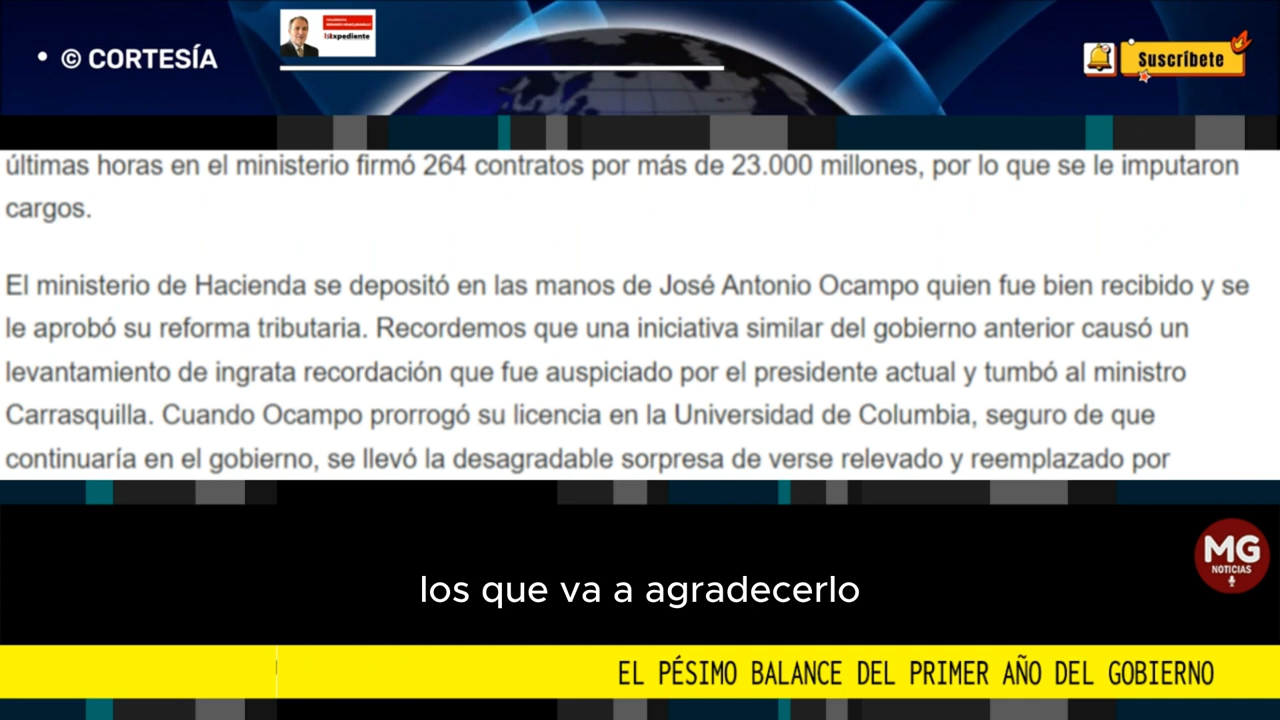 • © CORTESÍA
Expediente
Suscríbete
últimas horas en el ministerio firmó 264 contratos por más de 23.000 millones, por lo que se le imputaron
cargos.
El ministerio de Hacienda se depositó en las manos de José Antonio Ocampo quien fue bien recibido y se
le aprobó su reforma tributaria. Recordemos que una iniciativa similar del gobierno anterior causó un
levantamiento de ingrata recordación que fue auspiciado por el presidente actual y tumbó al ministro
Carrasquilla. Cuando Ocampo prorrogó su licencia en la Universidad de Columbia, seguro de que
continuaría en el gobierno, se llevó la desagradable sorpresa de verse relevado y reemplazado por
MG
NOTICIAS
los que va a agradecerlo
EL PÉSIMO BALANCE DEL PRIMER AÑO DEL GOBIERNO